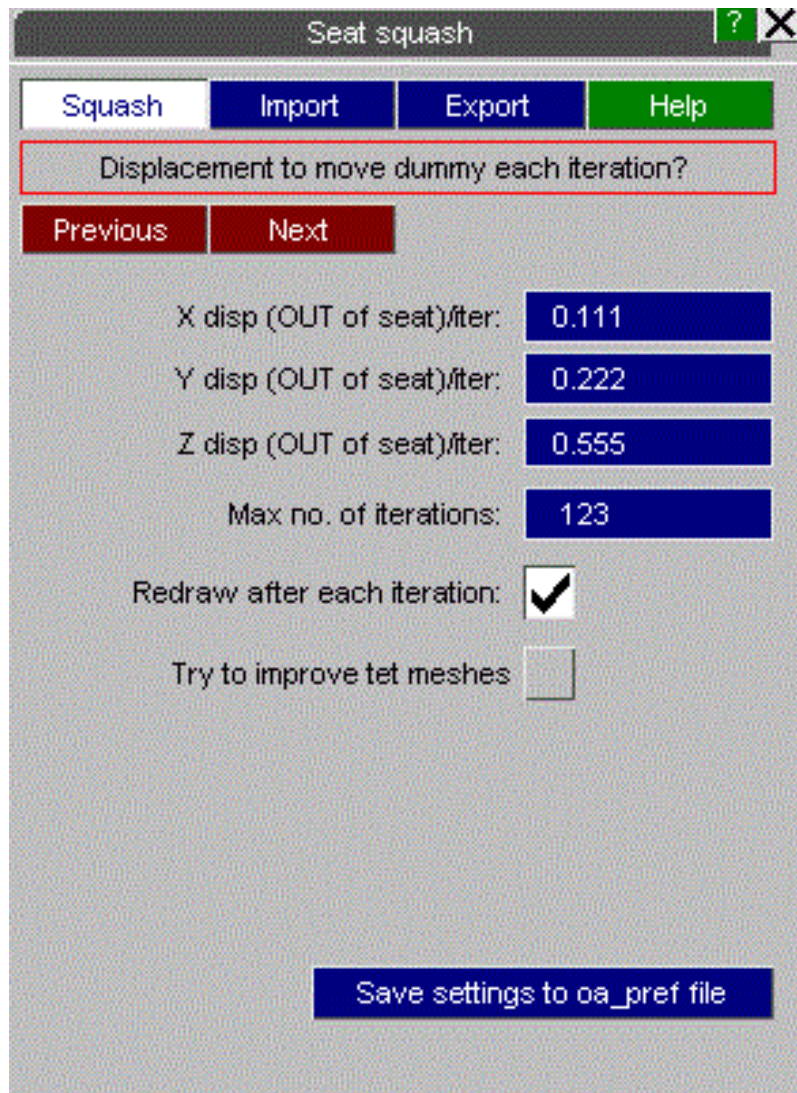 Seat squash ?
Squash Import Export Help
Displacement to move dummy each iteration?
Previous Next
X disp (OUT of seat)/iter: 0.111
Y disp (OUT of seat)/iter: 0.222
Z disp (OUT of seat)/iter: 0.555
Max no. of iterations: 123
Redraw after each iteration:
Try to improve tet meshes
Save settings to oa_pref file